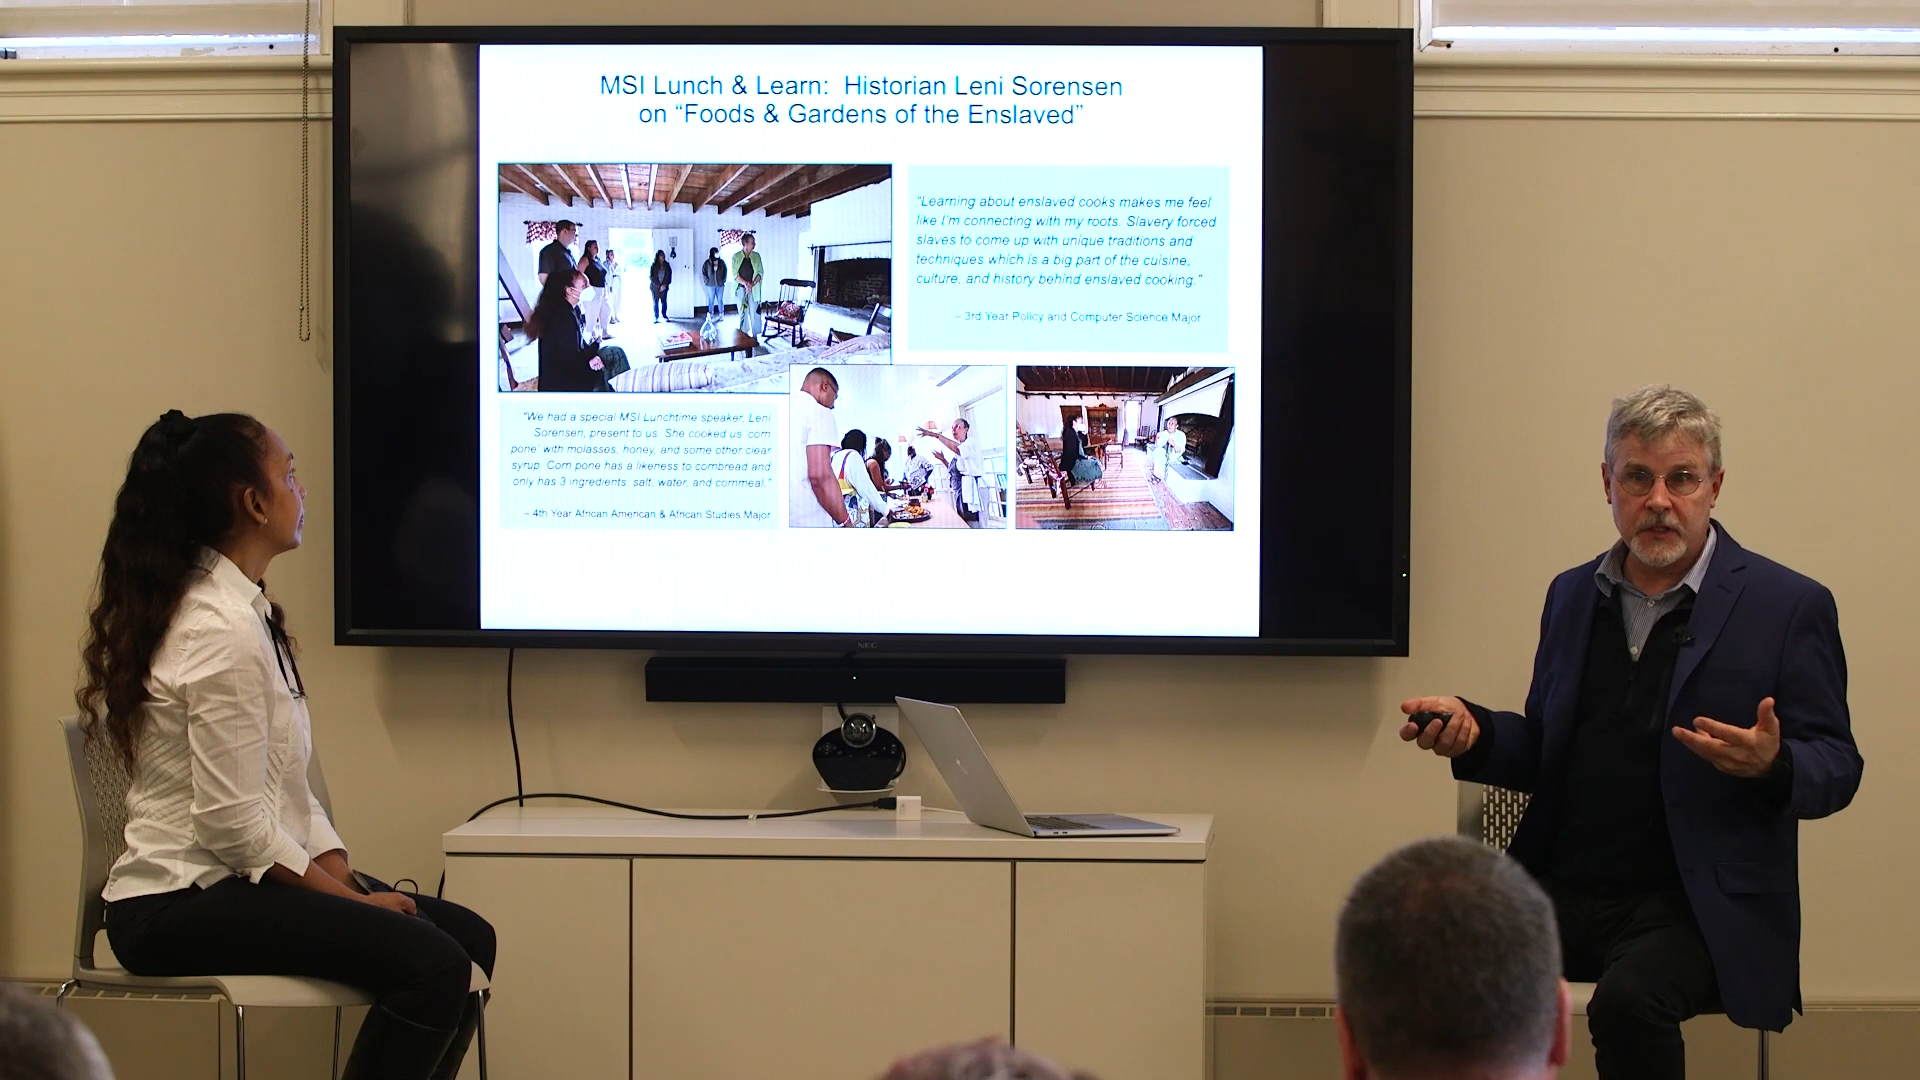 MSI Lunch & Learn: Historian Leni Sorensen
on “Foods & Gardens of the Enslaved”
“Learning about enslaved cooks makes me feel
like I’m connecting with my roots. Slavery forced
slaves to come up with unique traditions and
techniques which is a big part of the cuisine,
culture, and history behind enslaved cooking.”
– 3rd Year Policy and Computer Science Major
“We had a special MSI Lunchtime speaker, Leni
Sorensen, present to us. She cooked us ‘corn
pone’ with molasses, honey, and some other clear
syrup. Corn pone has a likeness to cornbread and
only has 3 ingredients: salt, water, and cornmeal.”
– 4th Year African American & African Studies Major
NEC